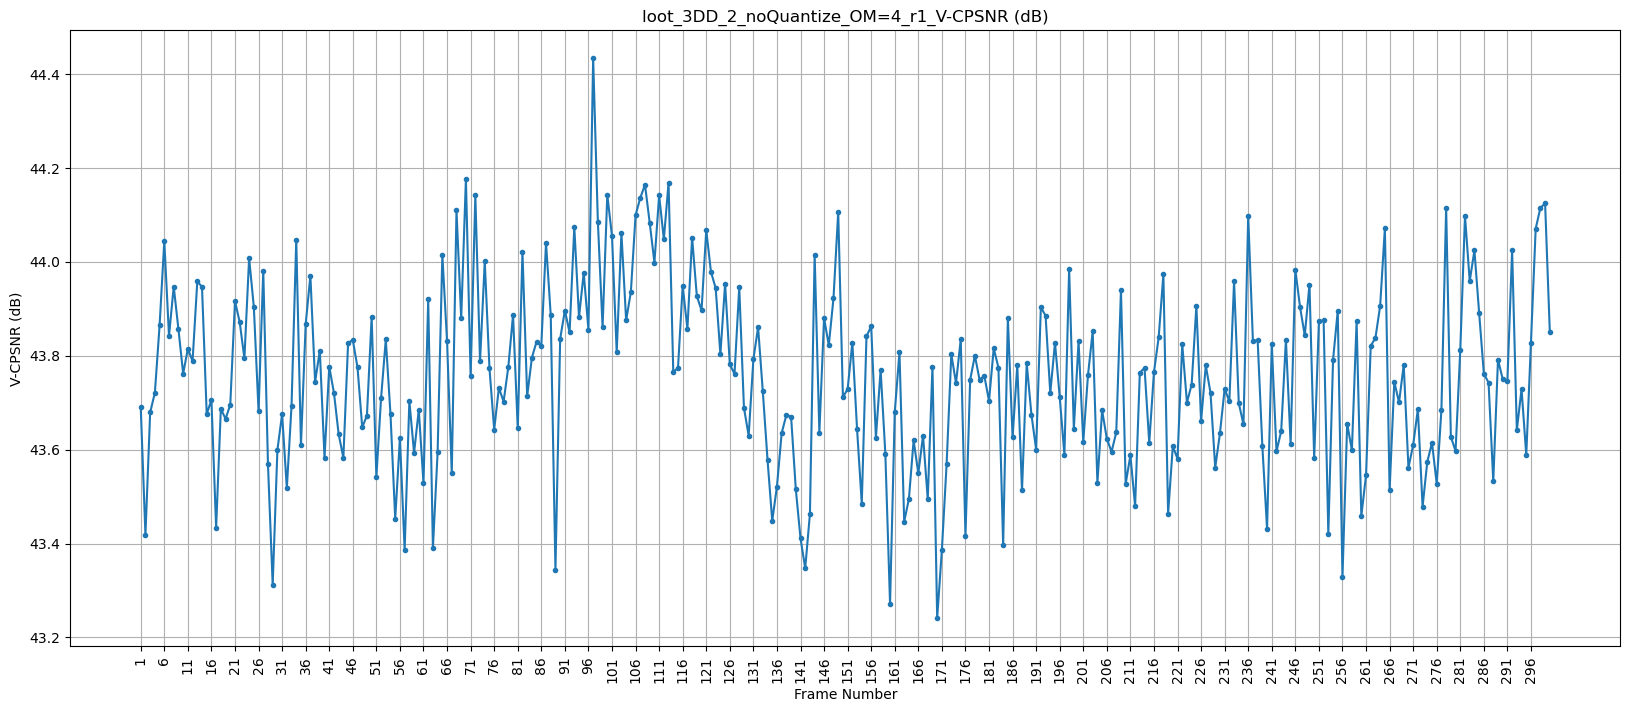 loot_3DD_2_noQuantize_OM=4_r1_V-CPSNR (dB)
V-CPSNR (dB)
44.4
44.2
44.0
43.8
43.6
43.4
43.2
1 6 11 16 21 26 31 36 41 46 51 56 61 66 71 76 81 86 91 96 101 106 111 116 121 126 131 136 141 146 151 156 161 166 171 176 181 186 191 196 201 206 211 216 221 226 231 236 241 246 251 256 261 266 271 276 281 286 291 296
Frame Number